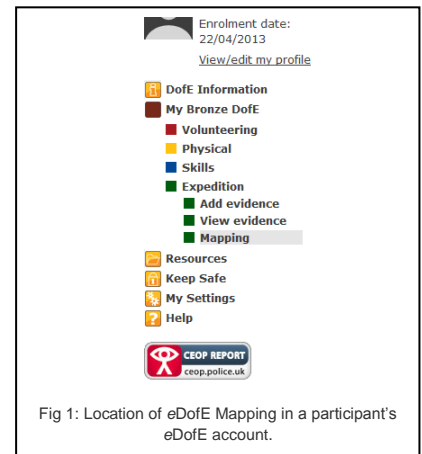 Enrolment date:
22/04/2013
View/edit my profile
DofE Information
My Bronze DofE
Volunteering
Physical
Skills
Expedition
Add evidence
View evidence
Mapping
Resources
Keep Safe
My Settings
? Help
CEOP REPORT
ceop.police.uk
Fig 1: Location of eDofE Mapping in a participant's
eDofE account.